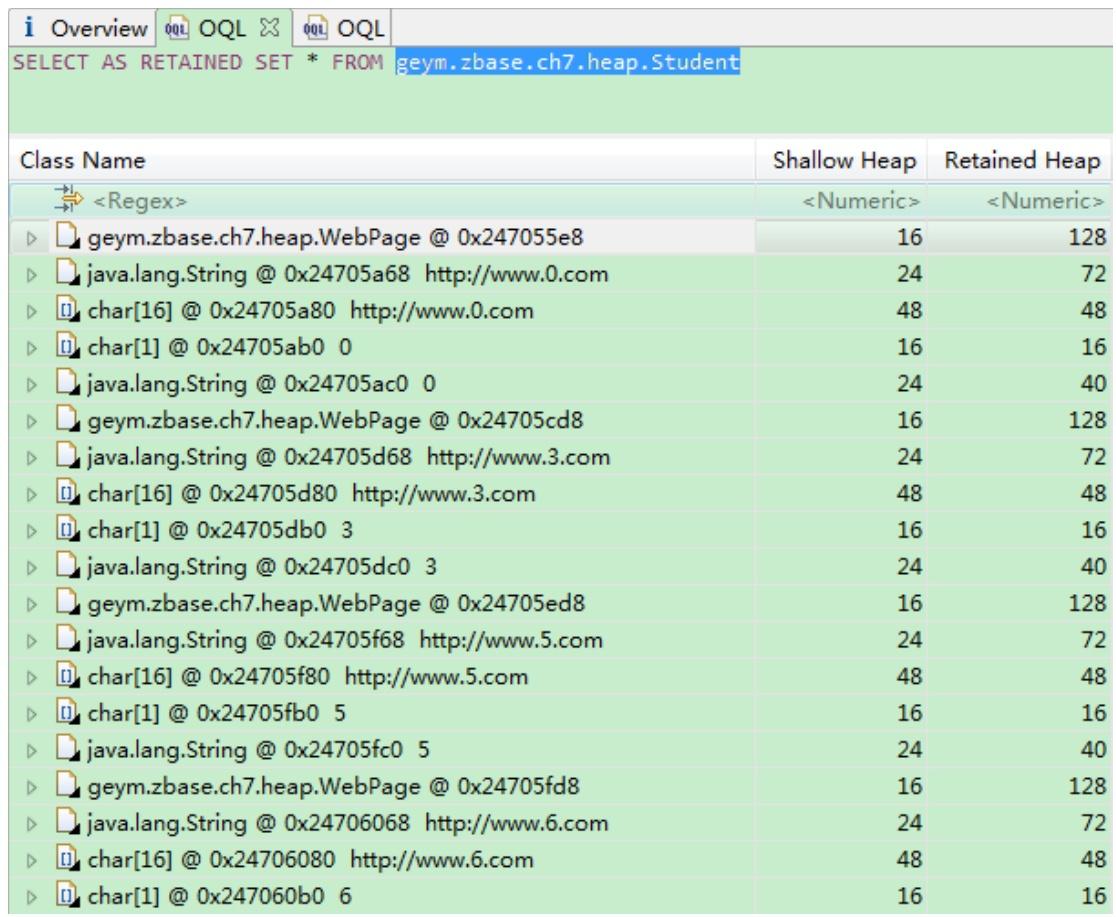 Overview OQL OQL
SELECT AS RETAINED SET * FROM geym.zbase.ch7.heap.Student
Class Name Shallow Heap Retained Heap
<Regex> <Numeric> <Numeric>
geym.zbase.ch7.heap.WebPage @ 0x247055e8 16 128
java.lang.String @ 0x24705a68 http://www.0.com 24 72
char[16] @ 0x24705a80 http://www.0.com 48 48
char[1] @ 0x24705ab0 0 16 16
java.lang.String @ 0x24705ac0 0 24 40
geym.zbase.ch7.heap.WebPage @ 0x24705cd8 16 128
java.lang.String @ 0x24705d68 http://www.3.com 24 72
char[16] @ 0x24705d80 http://www.3.com 48 48
char[1] @ 0x24705db0 3 16 16
java.lang.String @ 0x24705dc0 3 24 40
geym.zbase.ch7.heap.WebPage @ 0x24705ed8 16 128
java.lang.String @ 0x24705f68 http://www.5.com 24 72
char[16] @ 0x24705f80 http://www.5.com 48 48
char[1] @ 0x24705fb0 5 16 16
java.lang.String @ 0x24705fc0 5 24 40
geym.zbase.ch7.heap.WebPage @ 0x24705fd8 16 128
java.lang.String @ 0x24706068 http://www.6.com 24 72
char[16] @ 0x24706080 http://www.6.com 48 48
char[1] @ 0x247060b0 6 16 16